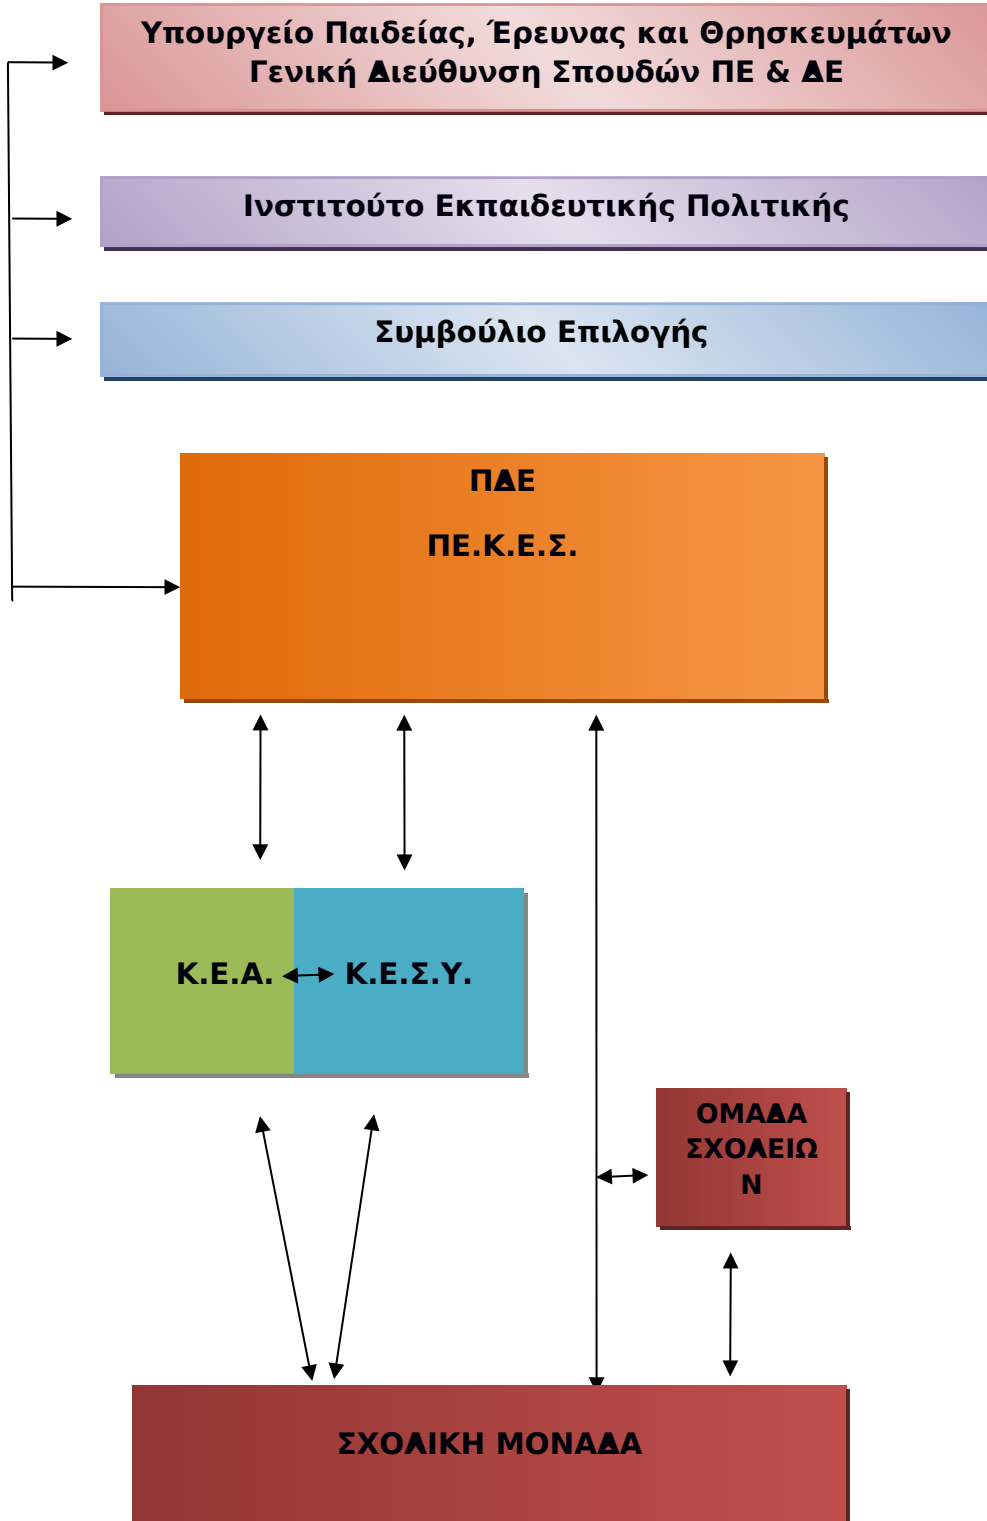 Υπουργείο Παιδείας, Έρευνας και Θρησκευμάτων
Γενική Διεύθυνση Σπουδών ΠΕ & ΔΕ
Ινστιτούτο Εκπαιδευτικής Πολιτικής
Συμβούλιο Επιλογής
ΠΔΕ
ΠΕ.Κ.Ε.Σ.
Κ.Ε.Α. Κ.Ε.Σ.Υ.
ΟΜΑΔΑ
ΣΧΟΛΕΙΩ
Ν
ΣΧΟΛΙΚΗ ΜΟΝΑΔΑ